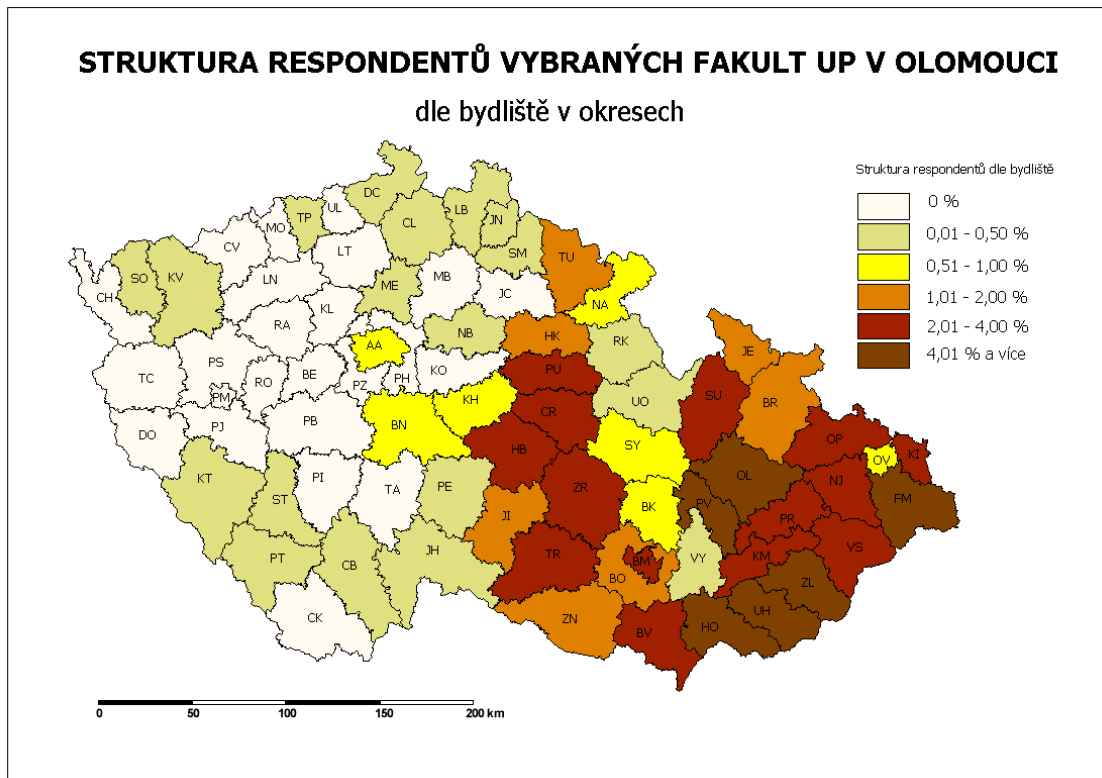 STRUKTURA RESPONDENTŮ VYBRANÝCH FAKULT UP V OLOMOUCI
dle bydliště v okresech
Struktura respondentů dle bydliště
0 %
0,01 - 0,50 %
0,51 - 1,00 %
1,01 - 2,00 %
2,01 - 4,00 %
4,01 % a více
DC
UL
TP
LB
JN
MO
CL
CV
LT
SM
TU
SO
KV
LN
ME
MB
JC
NA
CH
KL
RA
AA
NB
HK
RK
JE
PS
TC
RO
BE
PZ
PH
KO
PU
PM
KH
UO
SU
BR
DO
PJ
PB
BN
CR
SY
HB
OP
KI
OV
KT
ST
PI
TA
PE
ZR
OL
NJ
FM
JI
BK
PV
PR
PT
CB
JH
TR
BO
BM
VY
KM
VS
ZL
CK
ZN
BV
HO
UH
0 50 100 150 200 km